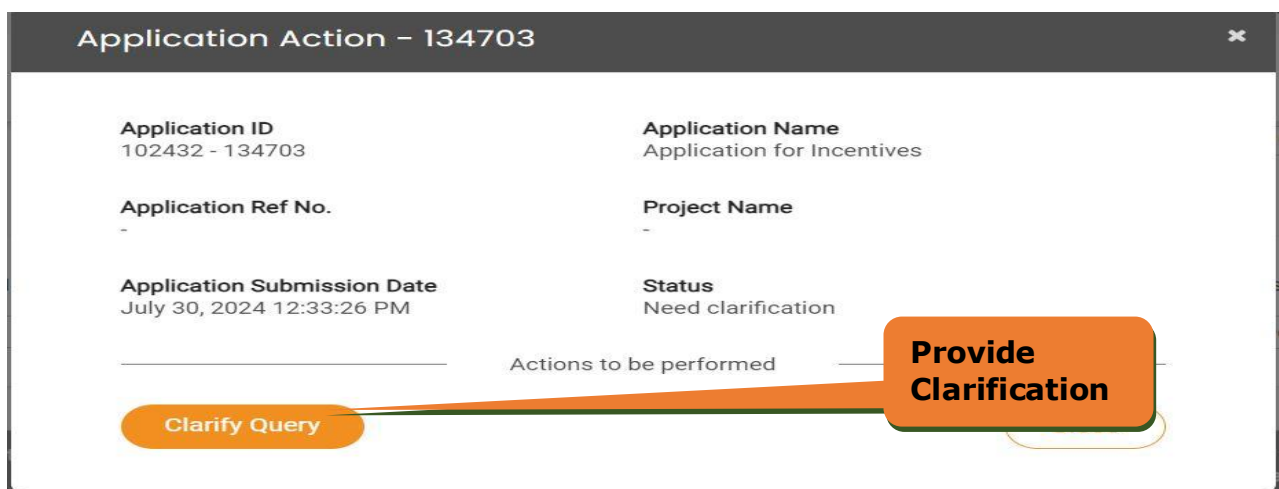 Application Action - 134703
Application ID
102432 - 134703
Application Name
Application for Incentives
Application Ref No.
-
Project Name
-
Application Submission Date
July 30, 2024 12:33:26 PM
Status
Need clarification
Actions to be performed
Provide
Clarification
Clarify Query